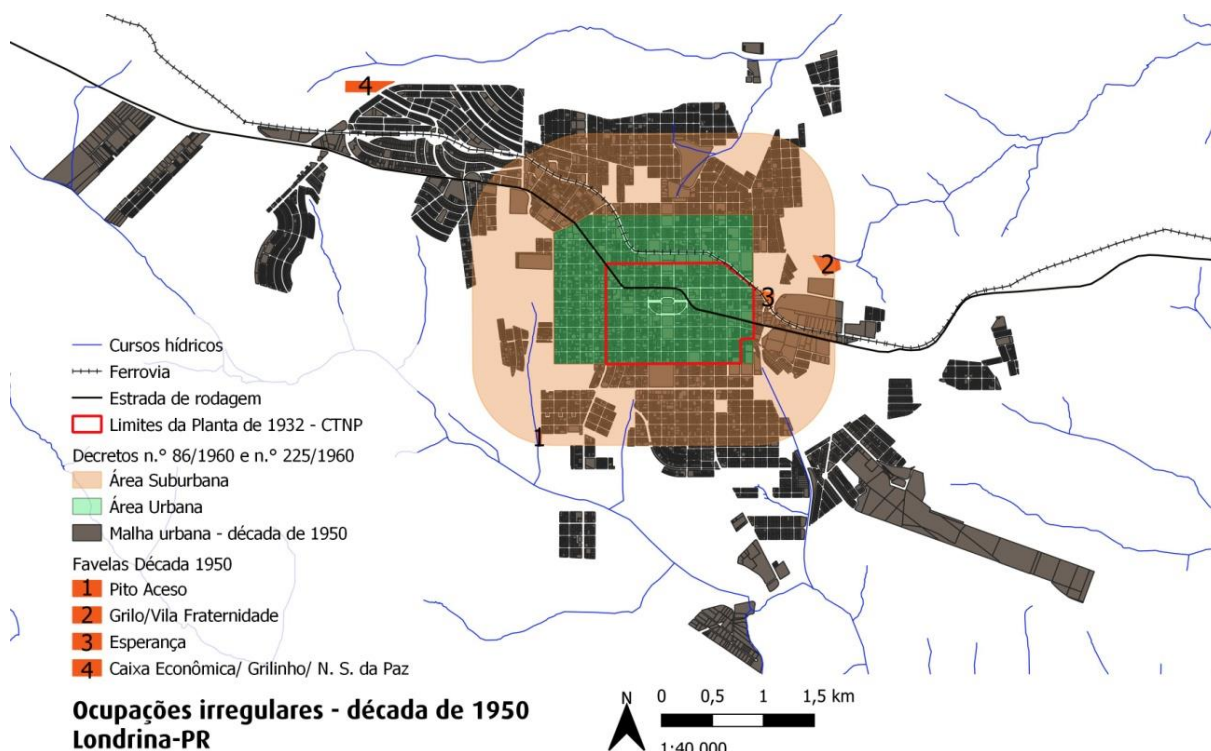 4
2
3
1
Cursos hídricos
Ferrovia
Estrada de rodagem
Limites da Planta de 1932 - CTNP
Decretos n.° 86/1960 e n.° 225/1960
Área Suburbana
Área Urbana
Malha urbana - década de 1950
Favelas Década 1950
1 Pito Aceso
2 Grilo/Vila Fraternidade
3 Esperança
4 Caixa Econômica/ Grilinho/ N. S. da Paz
Ocupações irregulares - década de 1950
Londrina-PR
N
0 0,5 1 1,5 km
1:40.000